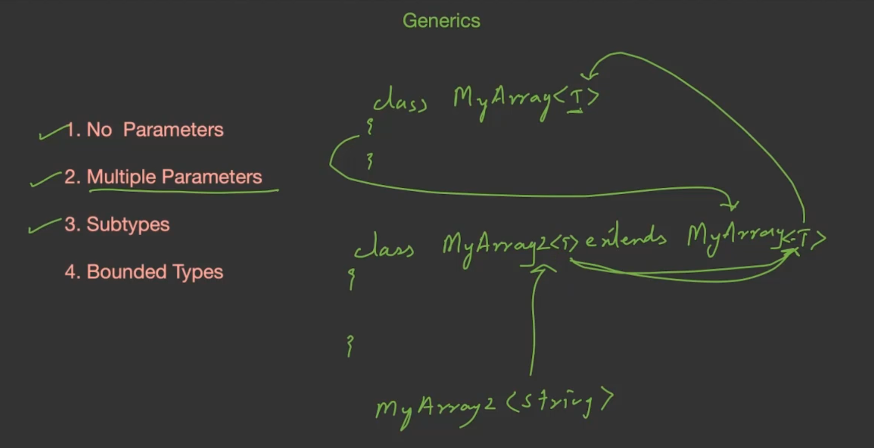 Generics
1. No Parameters
2. Multiple Parameters
3. Subtypes
4. Bounded Types
class MyArray<T>
{
}
class MyArray2<T> extends MyArray<T>
{
}
MyArray2<String>